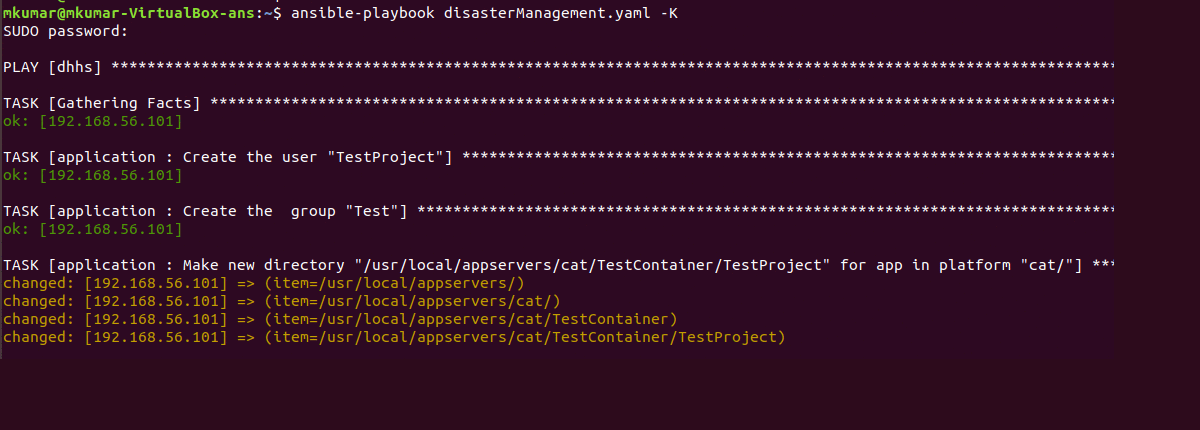 mkumar@mkumar-VirtualBox-ans:~$ ansible-playbook disasterManagement.yaml -K
SUDO password:
PLAY [dhhs] ****************************************************************************************************************
TASK [Gathering Facts] *****************************************************************************************************
ok: [192.168.56.101]
TASK [application : Create the user "TestProject"] *************************************************************************
ok: [192.168.56.101]
TASK [application : Create the  group "Test"] ******************************************************************************
ok: [192.168.56.101]
TASK [application : Make new directory "/usr/local/appservers/cat/TestContainer/TestProject" for app in platform "cat/"] ***
changed: [192.168.56.101] => (item=/usr/local/appservers/)
changed: [192.168.56.101] => (item=/usr/local/appservers/cat/)
changed: [192.168.56.101] => (item=/usr/local/appservers/cat/TestContainer)
changed: [192.168.56.101] => (item=/usr/local/appservers/cat/TestContainer/TestProject)